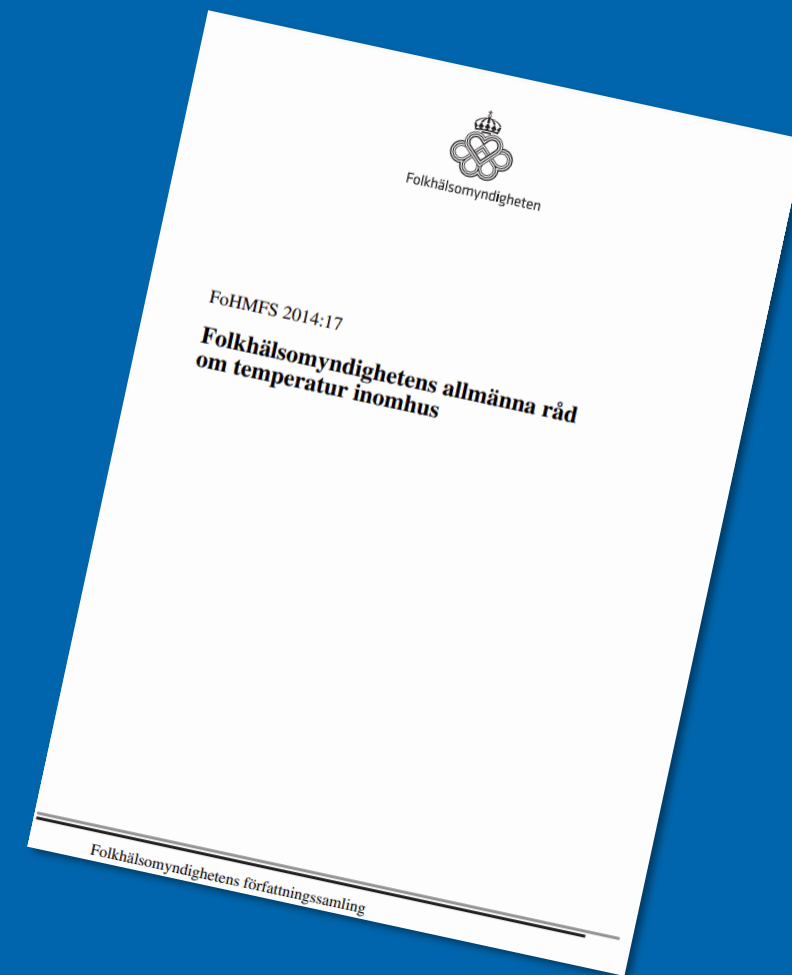 Folkhälsomyndigheten
FoHMFS 2014:17
Folkhälsomyndighetens allmänna råd
om temperatur inomhus
Folkhälsomyndighetens författningssamling